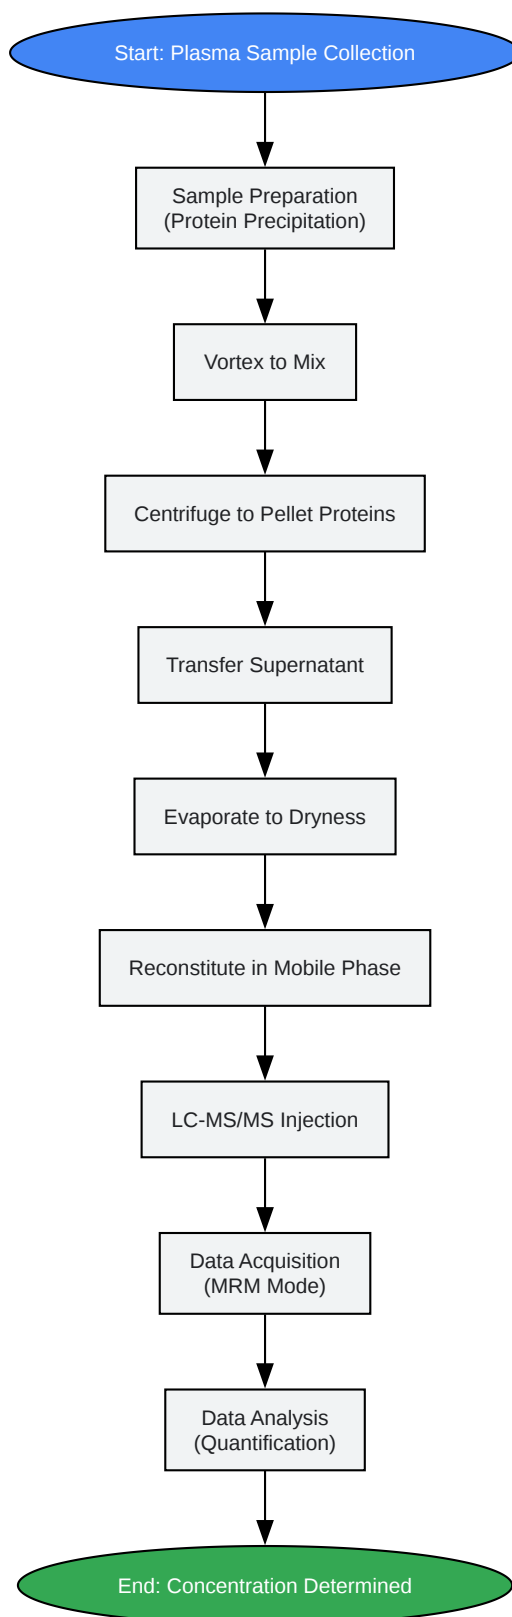 Start: Plasma Sample Collection
Sample Preparation
(Protein Precipitation)
Vortex to Mix
Centrifuge to Pellet Proteins
Transfer Supernatant
Evaporate to Dryness
Reconstitute in Mobile Phase
LC-MS/MS Injection
Data Acquisition
(MRM Mode)
Data Analysis
(Quantification)
End: Concentration Determined